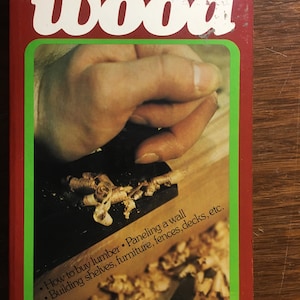 wood
• How to buy lumber • Paneling a wall
• Building shelves, furniture, fences, decks, etc.